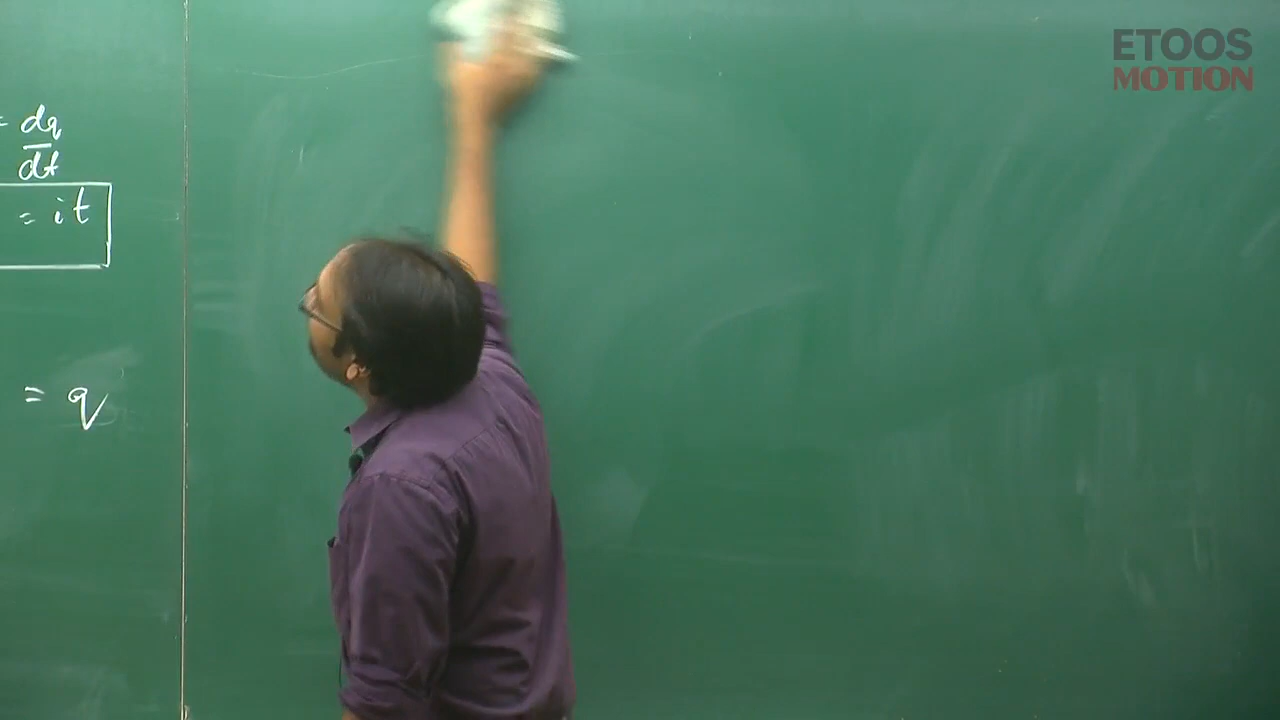 ETOOS
MOTION
= dq
dt
= it
= q